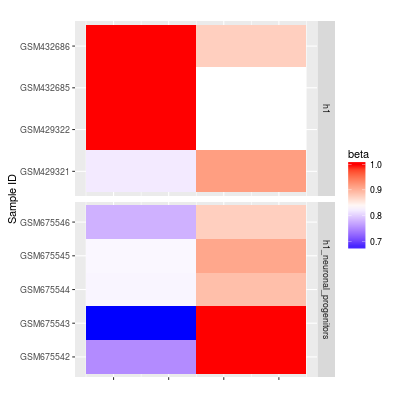 GSM432686
GSM432685
GSM429322
GSM429321
h1
GSM675546
GSM675545
GSM675544
GSM675543
GSM675542
h1_neuronal_progenitors
Sample ID
beta
1.0
0.9
0.8
0.7